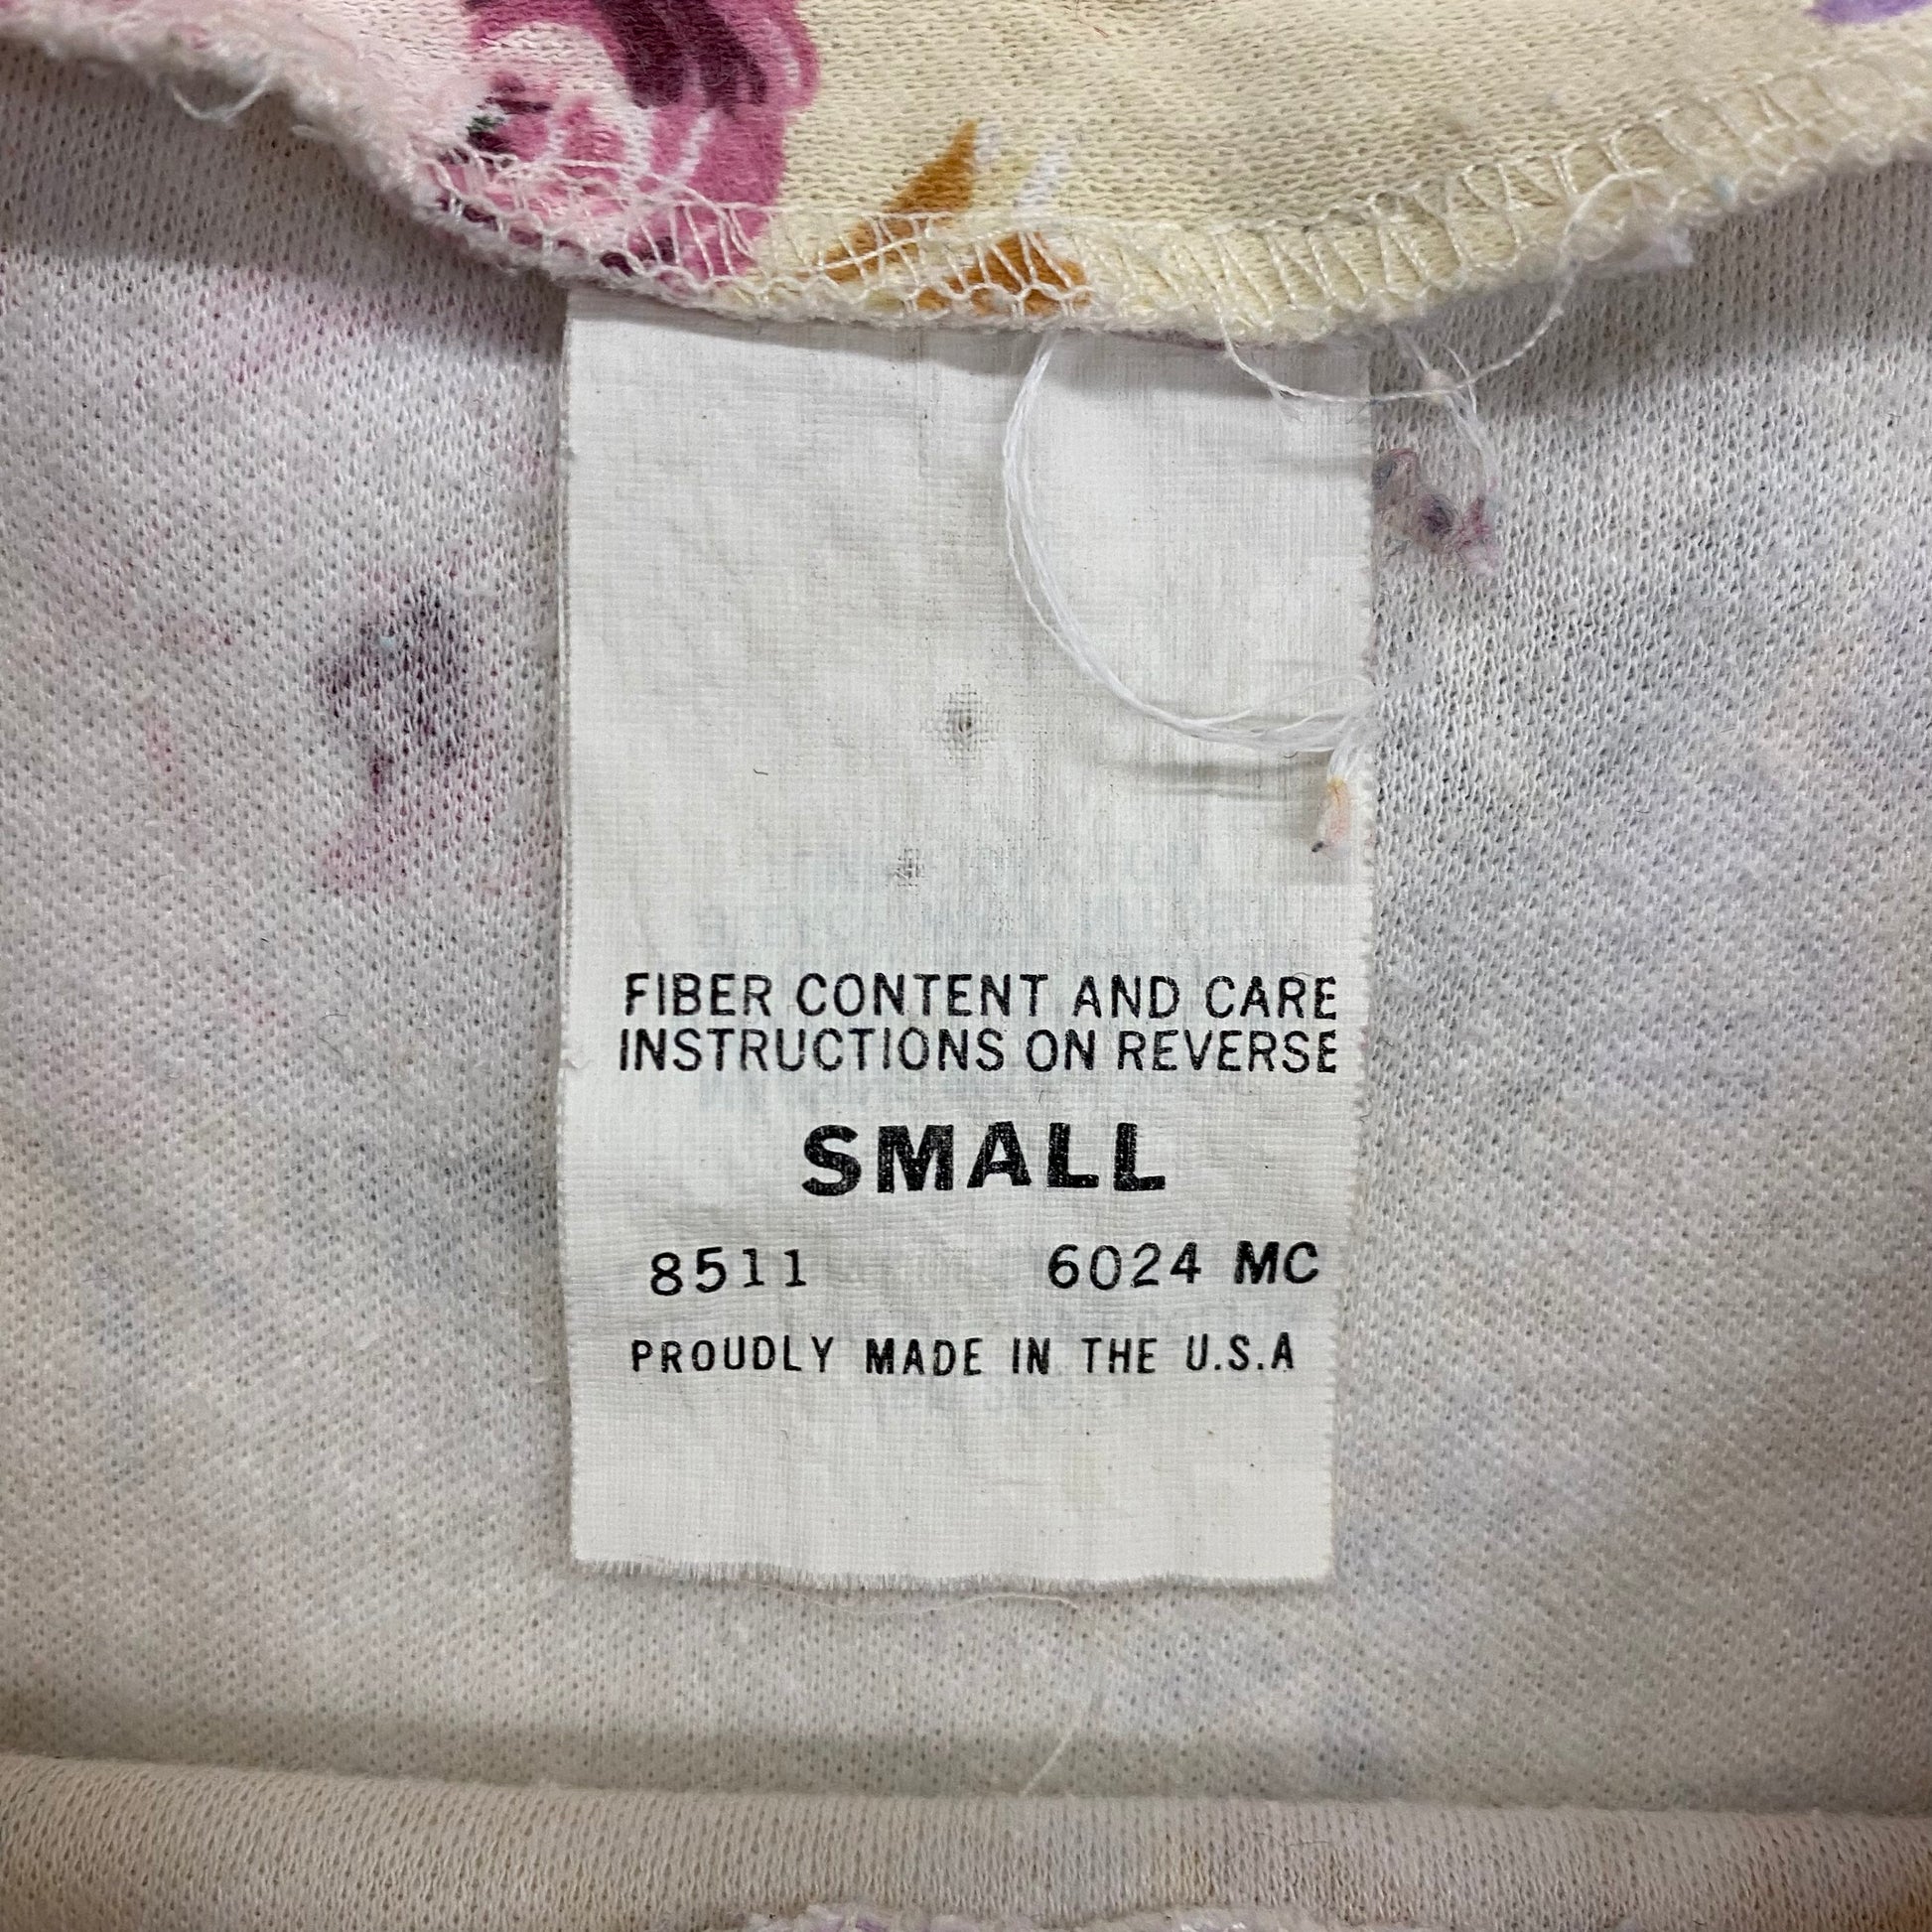 FIBER CONTENT AND CARE
INSTRUCTIONS ON REVERSE
SMALL
8511 6024 MC
PROUDLY MADE IN THE U.S.A